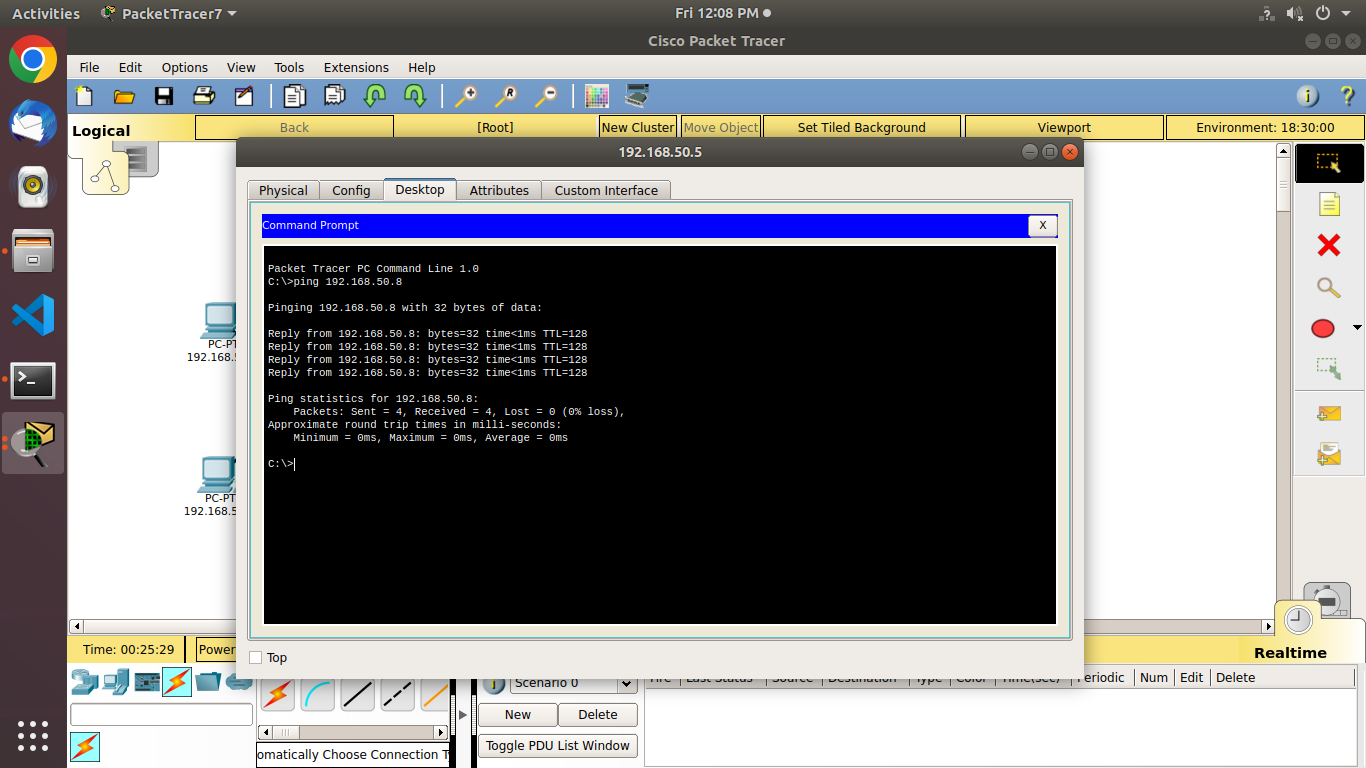 Activities
PacketTracer7
Fri 12:08 PM
Cisco Packet Tracer
File Edit Options View Tools Extensions Help
Logical
Back
[Root]
New Cluster
Move Object
Set Tiled Background
Viewport
Environment: 18:30:00
192.168.50.5
Physical Config Desktop Attributes Custom Interface
Command Prompt
X
Packet Tracer PC Command Line 1.0
C:\>ping 192.168.50.8
Pinging 192.168.50.8 with 32 bytes of data:
Reply from 192.168.50.8: bytes=32 time<1ms TTL=128
Reply from 192.168.50.8: bytes=32 time<1ms TTL=128
Reply from 192.168.50.8: bytes=32 time<1ms TTL=128
Reply from 192.168.50.8: bytes=32 time<1ms TTL=128
Ping statistics for 192.168.50.8:
Packets: Sent = 4, Received = 4, Lost = 0 (0% loss),
Approximate round trip times in milli-seconds:
Minimum = 0ms, Maximum = 0ms, Average = 0ms
C:\>
PC-PT
192.168.5
PC-PT
192.168.5
Top
Time: 00:25:29
Power
Realtime
Scenario 0
New
Delete
Toggle PDU List Window
Fire Last Status Source Destination Type Color Time(sec) Periodic Num Edit Delete
omatically Choose Connection T